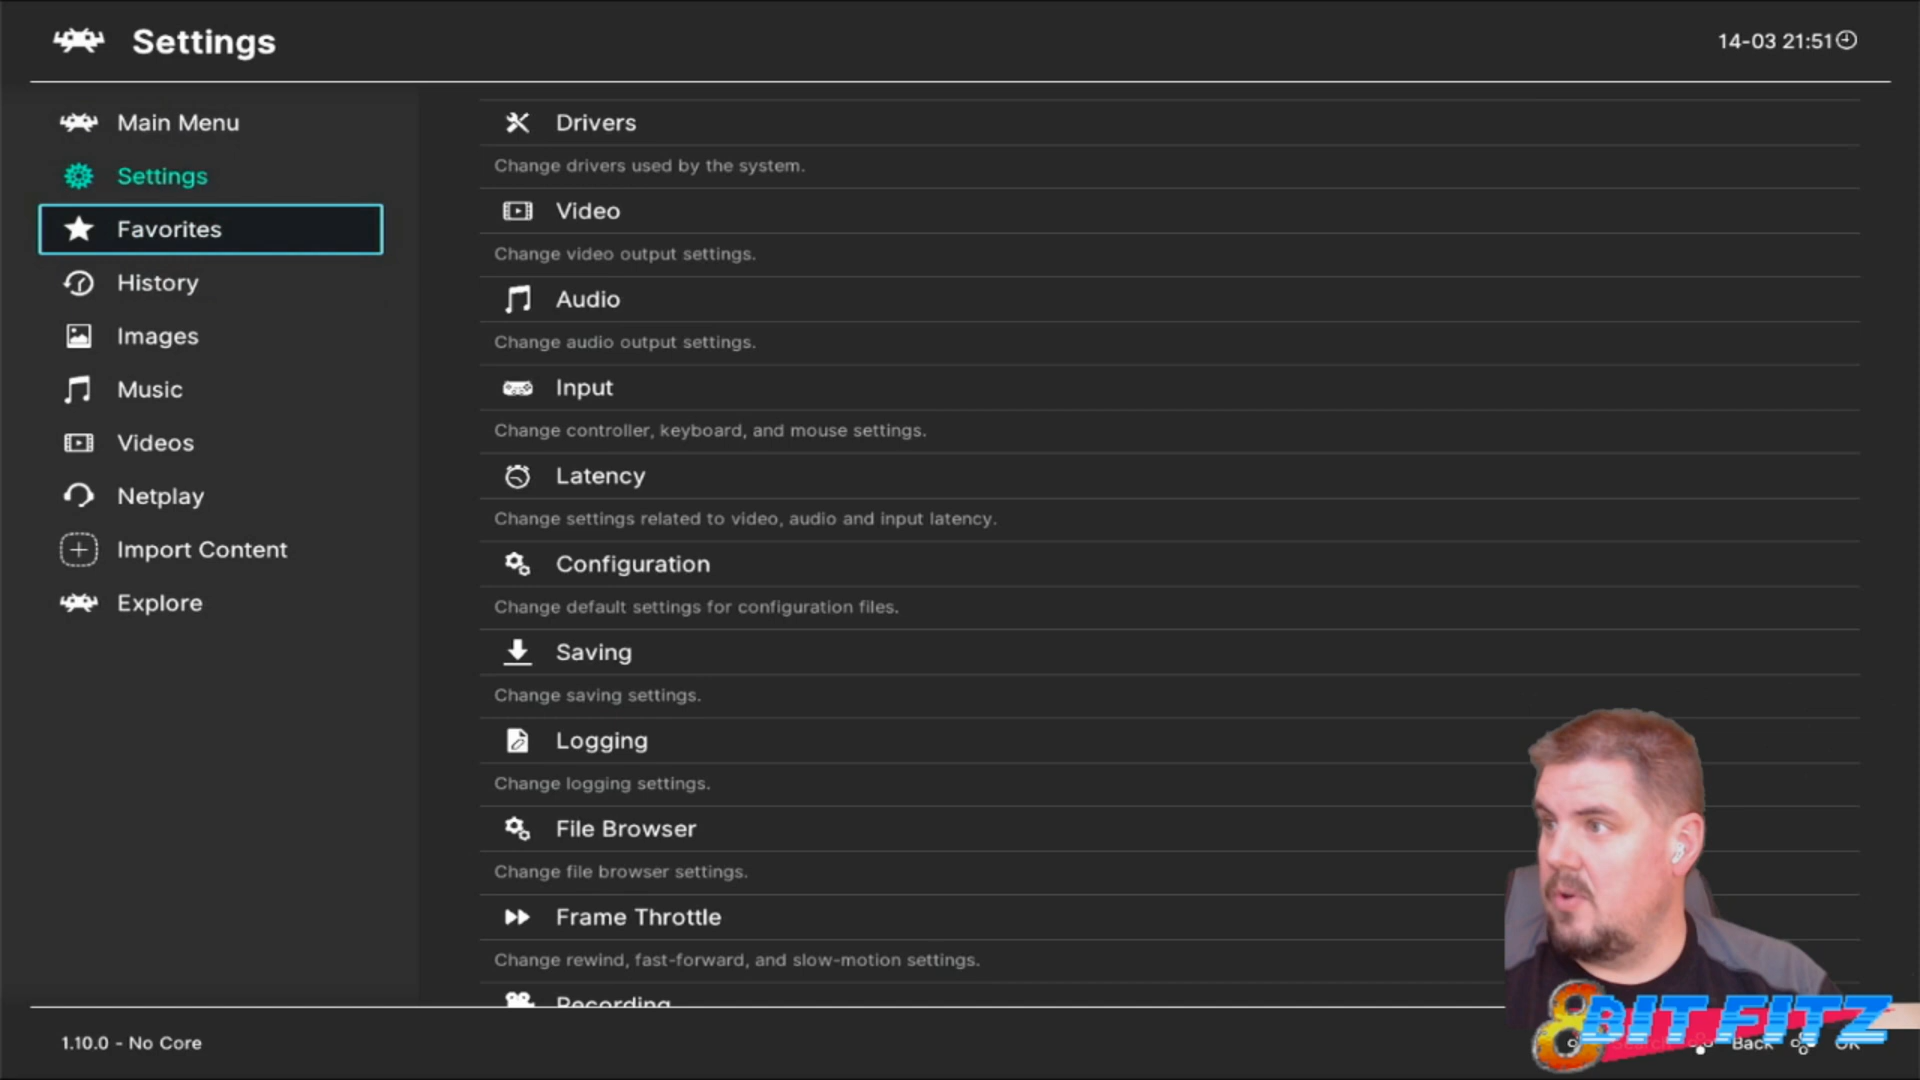 Settings
14-03 21:51
Main Menu
Settings
Favorites
History
Images
Music
Videos
Netplay
Import Content
Explore
Drivers
Change drivers used by the system.
Video
Change video output settings.
Audio
Change audio output settings.
Input
Change controller, keyboard, and mouse settings.
Latency
Change settings related to video, audio and input latency.
Configuration
Change default settings for configuration files.
Saving
Change saving settings.
Logging
Change logging settings.
File Browser
Change file browser settings.
Frame Throttle
Change rewind, fast-forward, and slow-motion settings.
Recording
1.10.0 - No Core
8BIT FITZ
Back
OK